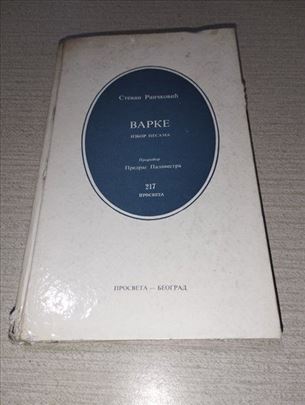 Стеван Раичковић
ВАРКЕ
ИЗБОР ПЕСАМА
Предговор
Предраг Палавестра
217
ПРОСВЕТА
ПРОСВЕТА — БЕОГРАД